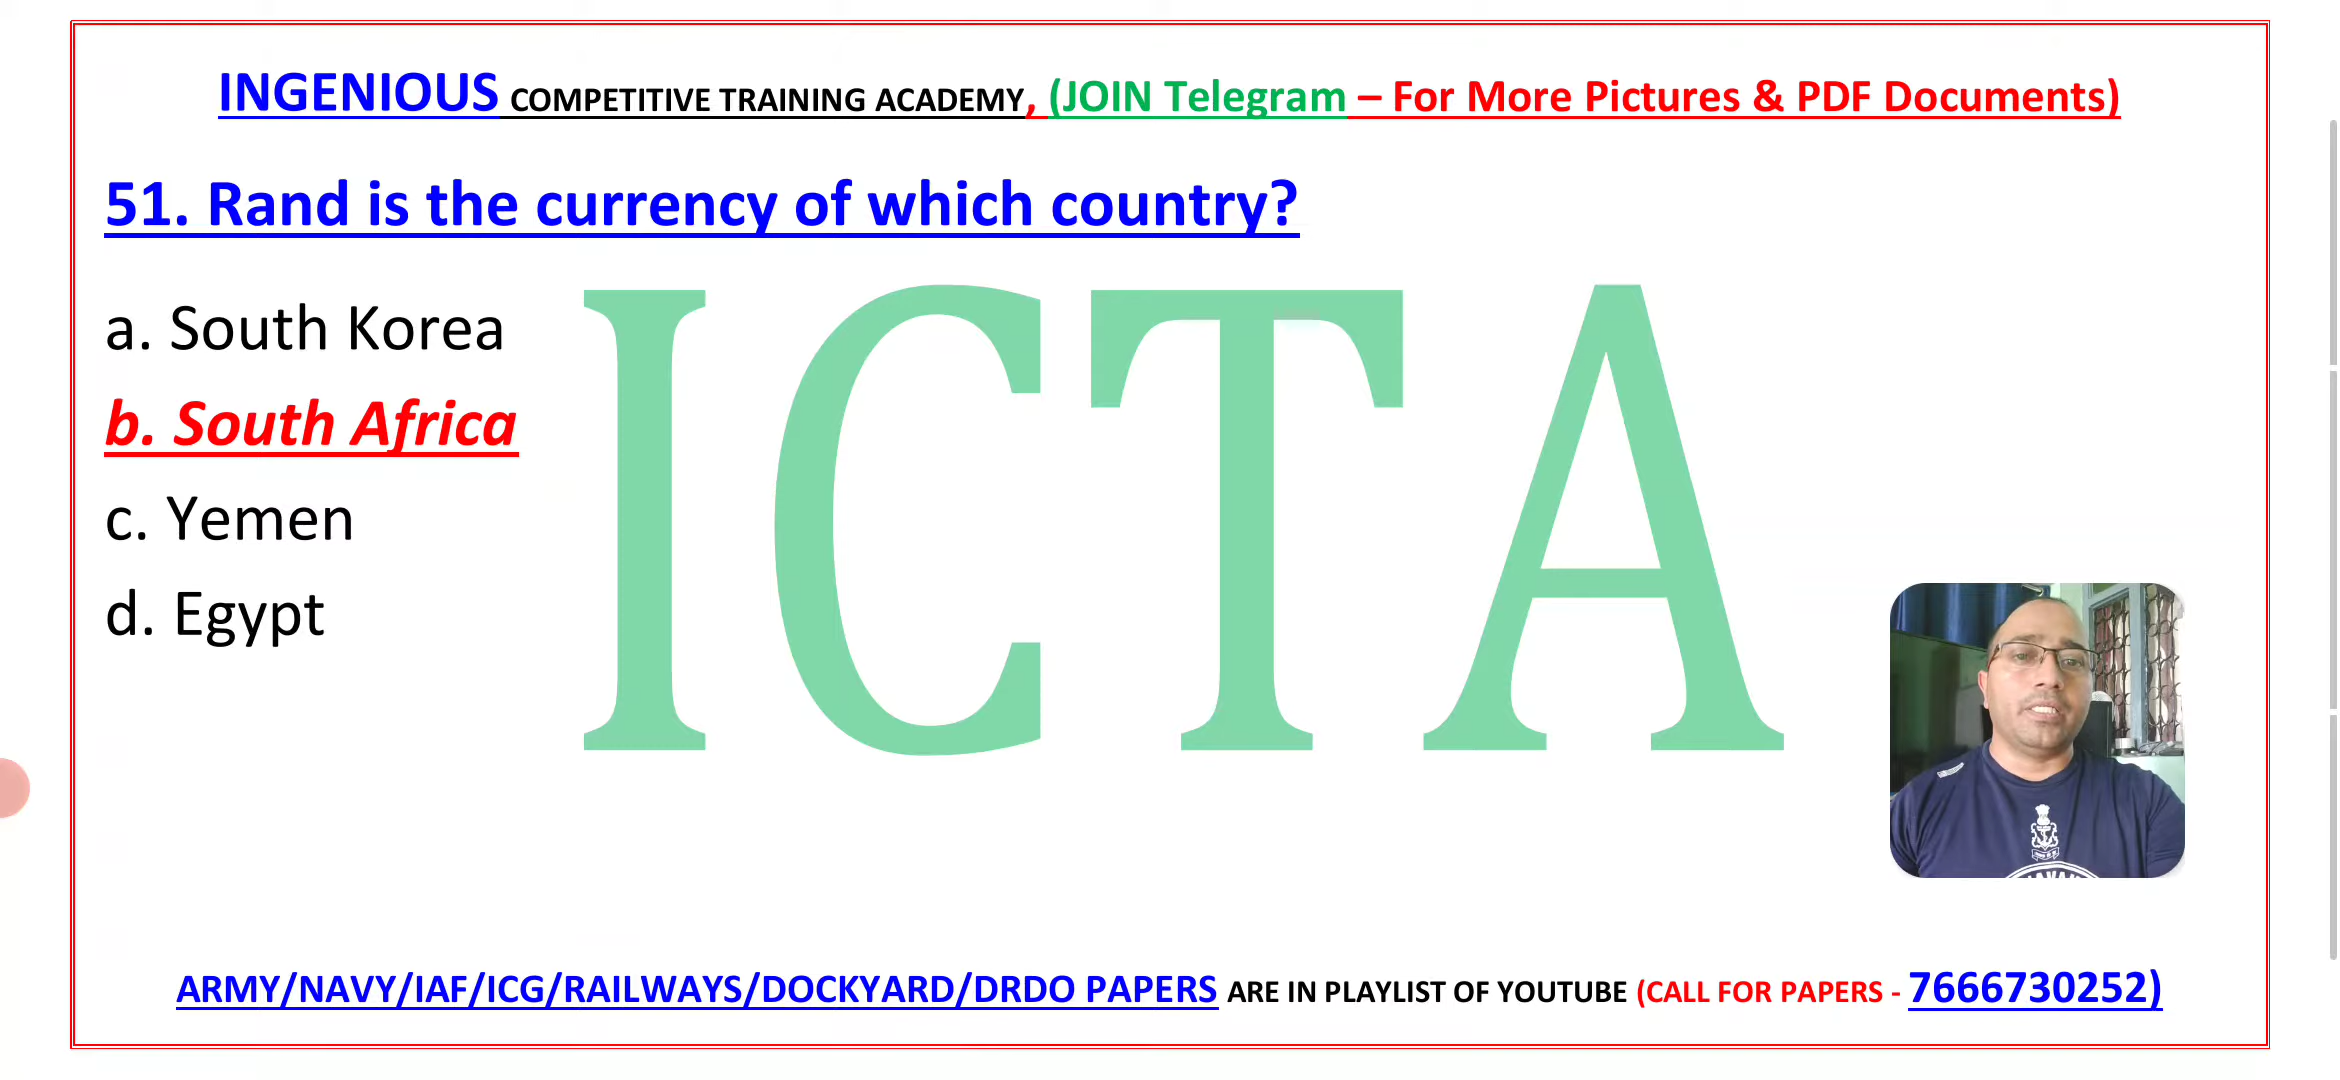 INGENIOUS COMPETITIVE TRAINING ACADEMY, (JOIN Telegram – For More Pictures & PDF Documents)
51. Rand is the currency of which country?
a. South Korea
b. South Africa
c. Yemen
d. Egypt
ICTA
ARMY/NAVY/IAF/ICG/RAILWAYS/DOCKYARD/DRDO PAPERS ARE IN PLAYLIST OF YOUTUBE (CALL FOR PAPERS - 7666730252)